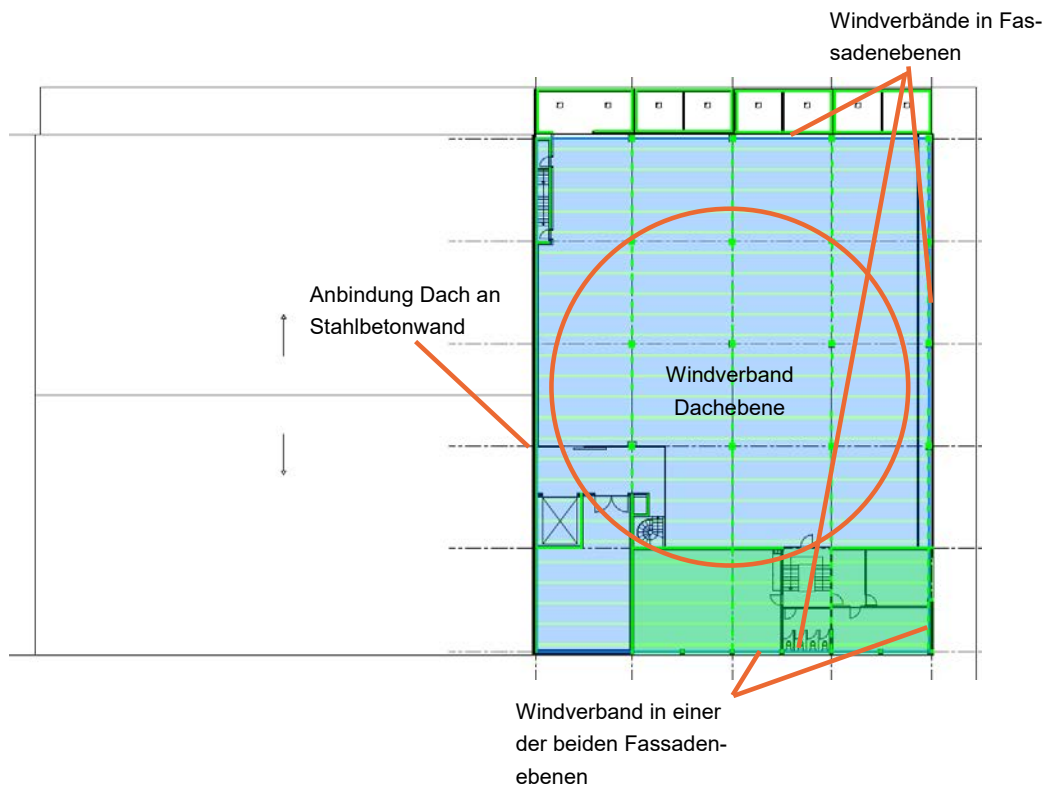 Windverbände in Fas-
sadenebenen
Anbindung Dach an
Stahlbetonwand
Windverband
Dachebene
Windverband in einer
der beiden Fassaden-
ebenen